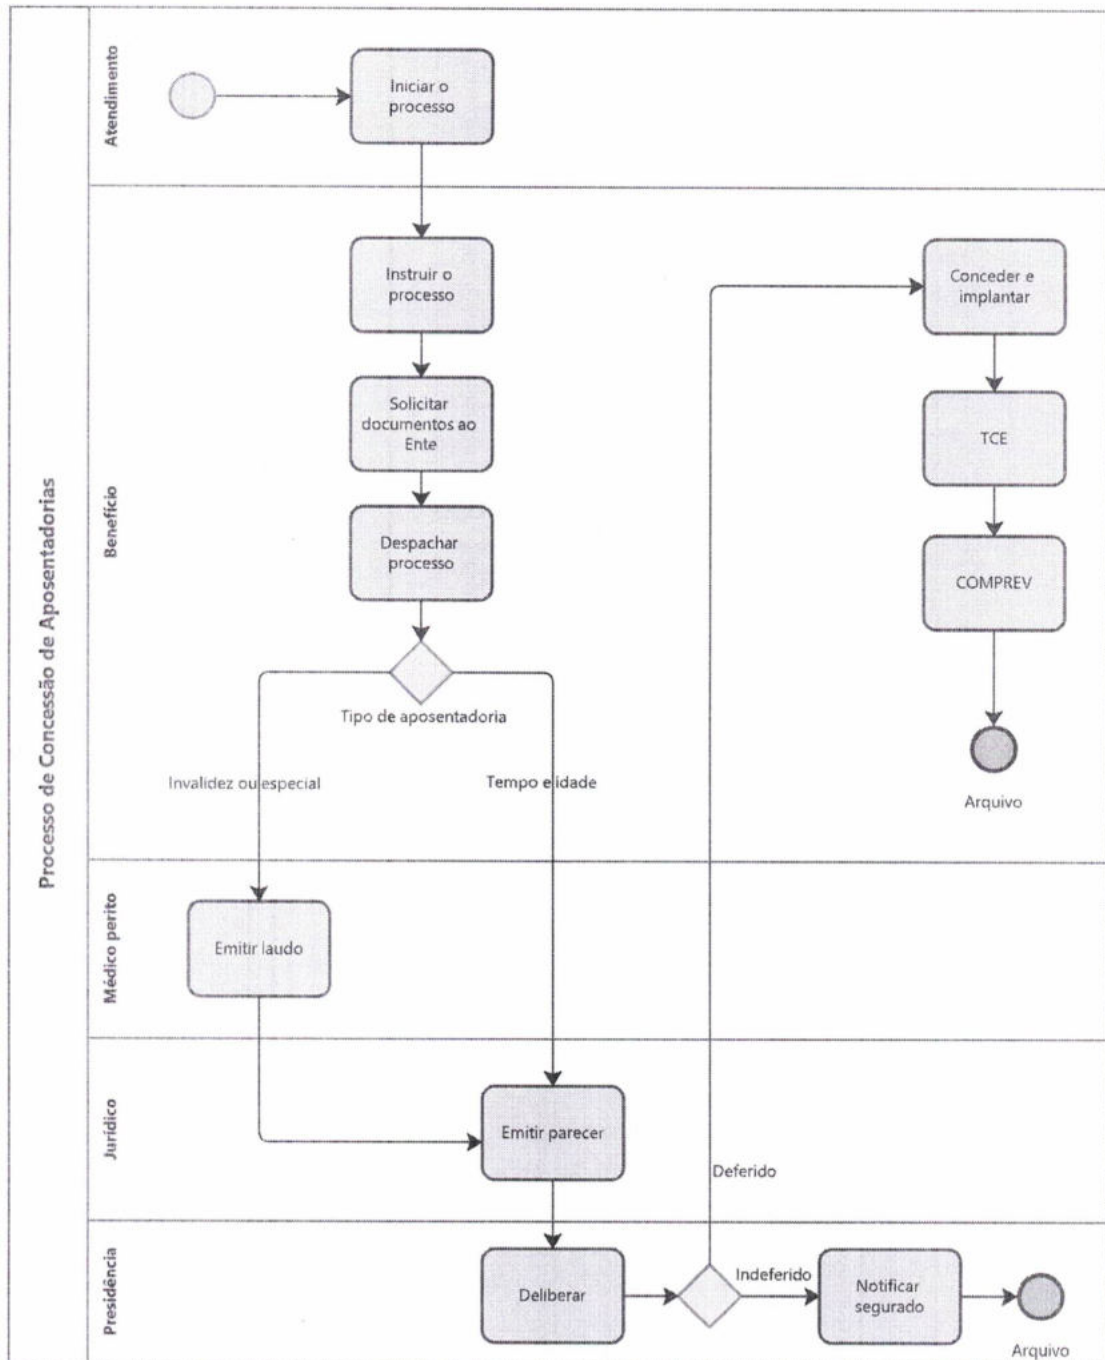 Processo de Concessão de Aposentadorias
Atendimento
Iniciar o
processo
Benefício
Instruir o
processo
Solicitar
documentos ao
Ente
Despachar
processo
Tipo de aposentadoria
Invalidez ou especial
Tempo e idade
Conceder e
implantar
TCE
COMPREV
Arquivo
Médico perito
Emitir laudo
Jurídico
Emitir parecer
Deferido
Presidência
Deliberar
Indeferido
Notificar
segurado
Arquivo